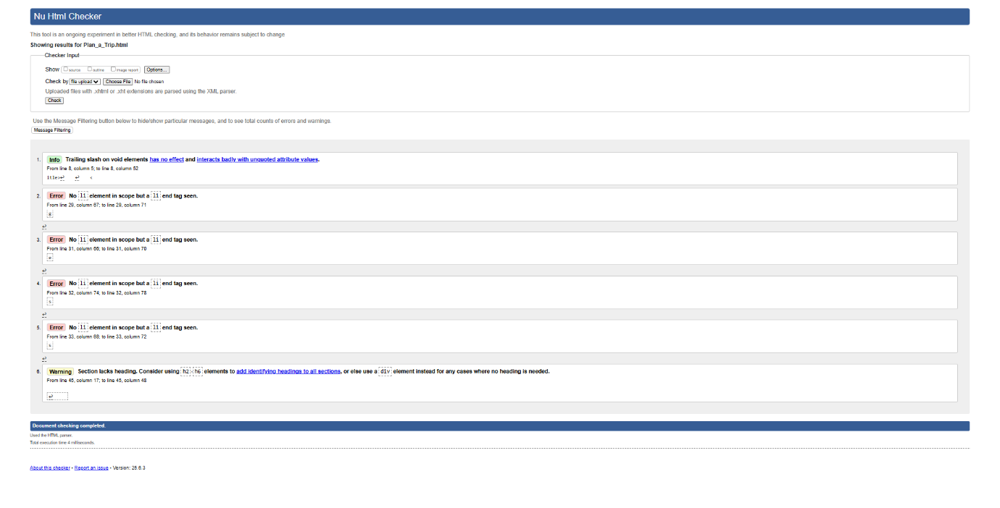 Nu Html Checker
This tool is an ongoing experiment in better HTML checking, and its behavior remains subject to change
Showing results for Plan_a_Trip.html
Checker Input
Show source outline image report Options...
Check by file upload Choose File No file chosen
Uploaded files with .xhtml or .xht extensions are parsed using the XML parser.
Check
Use the Message Filtering button below to hide/show particular messages, and to see total counts of errors and warnings.
Message Filtering
1. Info Trailing slash on void elements has no effect and interacts badly with unquoted attribute values.
From line 8, column 5; to line 8, column 52
itle>↩ ↩ <
2. Error No li element in scope but a li end tag seen.
From line 29, column 67; to line 29, column 71
↩
3. Error No li element in scope but a li end tag seen.
From line 31, column 66; to line 31, column 70
↩
4. Error No li element in scope but a li end tag seen.
From line 32, column 74; to line 32, column 78
s
↩
5. Error No li element in scope but a li end tag seen.
From line 33, column 68; to line 33, column 72
↩
6. Warning Section lacks heading. Consider using h2-h6 elements to add identifying headings to all sections, or else use a div element instead for any cases where no heading is needed.
From line 45, column 17; to line 45, column 48
↩
Document checking completed.
Used the HTML parser.
Total execution time 4 milliseconds.
About this checker • Report an issue • Version: 25.6.3